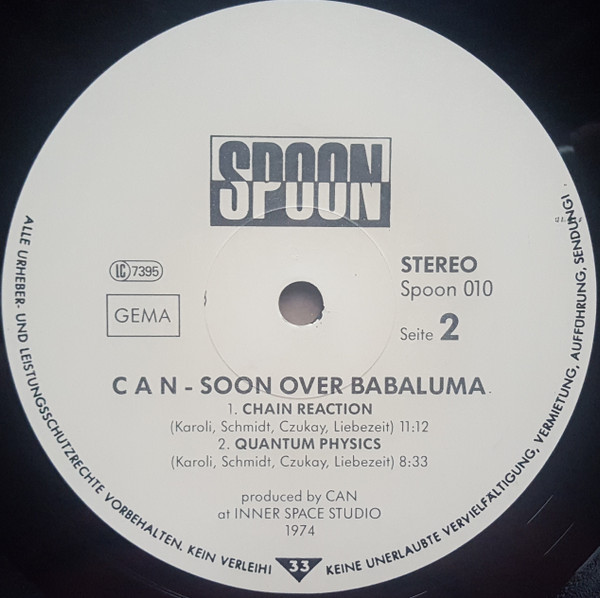 SPOON
LC 7395
GEMA
STEREO
Spoon 010
Seite 2
CAN - SOON OVER BABALUMA
1. CHAIN REACTION
(Karoli, Schmidt, Czukay, Liebezeit) 11:12
2. QUANTUM PHYSICS
(Karoli, Schmidt, Czukay, Liebezeit) 8:33
produced by CAN
at INNER SPACE STUDIO
1974
33
ALLE URHEBER- UND LEISTUNGSSCHUTZRECHTE VORBEHALTEN. KEIN VERLEIH! KEINE UNERLAUBTE VERVIELFÄLTIGUNG, VERMIETUNG, AUFFÜHRUNG, SENDUNG!